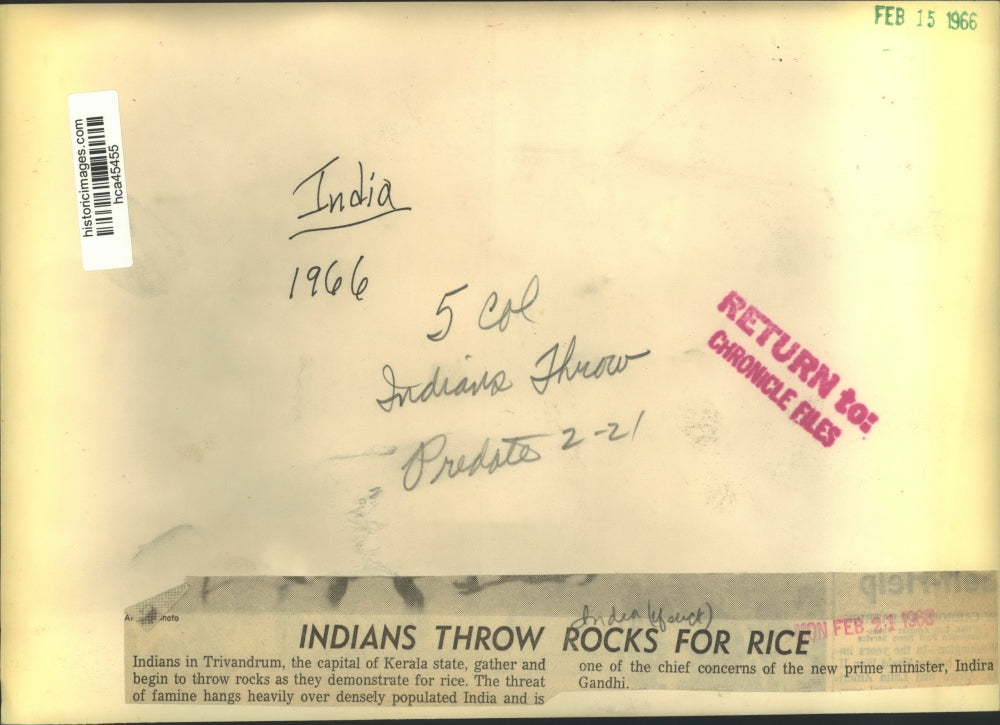 FEB 15 1966
historicimages.com
hca45455
India
1966
5 Col
Indians Throw
Predate 2-21
RETURN to:
CHRONICLE FILES
India
MON FEB 21 1966
INDIANS THROW ROCKS FOR RICE
Indians in Trivandrum, the capital of Kerala state, gather and
begin to throw rocks as they demonstrate for rice. The threat
of famine hangs heavily over densely populated India and is
one of the chief concerns of the new prime minister, Indira
Gandhi.